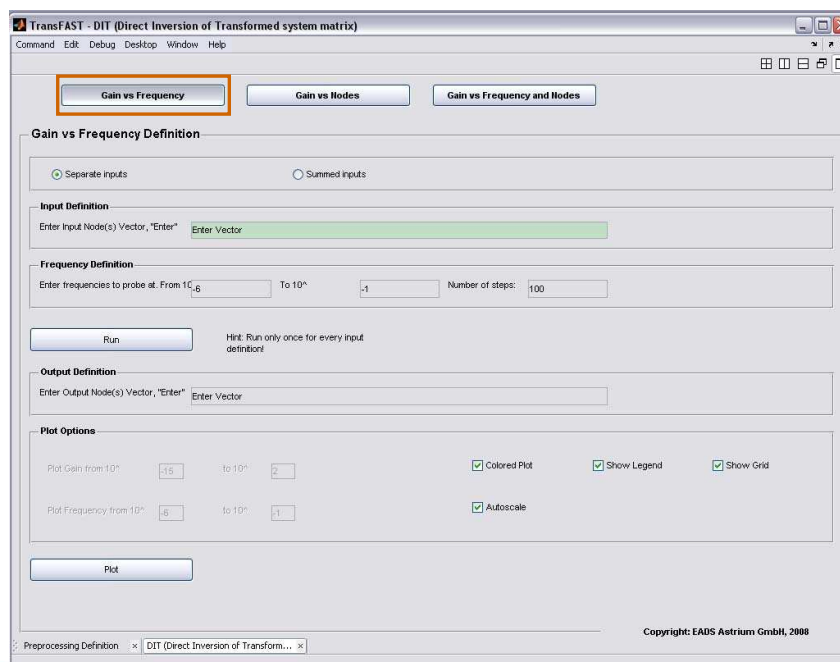 TransFAST - DIT (Direct Inversion of Transformed system matrix)
Command Edit Debug Desktop Window Help
Gain vs Frequency Gain vs Nodes Gain vs Frequency and Nodes
Gain vs Frequency Definition
Separate inputs Summed inputs
Input Definition
Enter Input Node(s) Vector, "Enter" Enter Vector
Frequency Definition
Enter frequencies to probe at. From 10 -6 To 10^ -1 Number of steps: 100
Run Hint: Run only once for every input
definition!
Output Definition
Enter Output Node(s) Vector, "Enter" Enter Vector
Plot Options
Plot Gain from 10^ -15 to 10^ 2 Colored Plot Show Legend Show Grid
Plot Frequency from 10^ -6 to 10^ -1 Autoscale
Plot
Copyright: EADS Astrium GmbH, 2008
Preprocessing Definition × DIT (Direct Inversion of Transform... ×